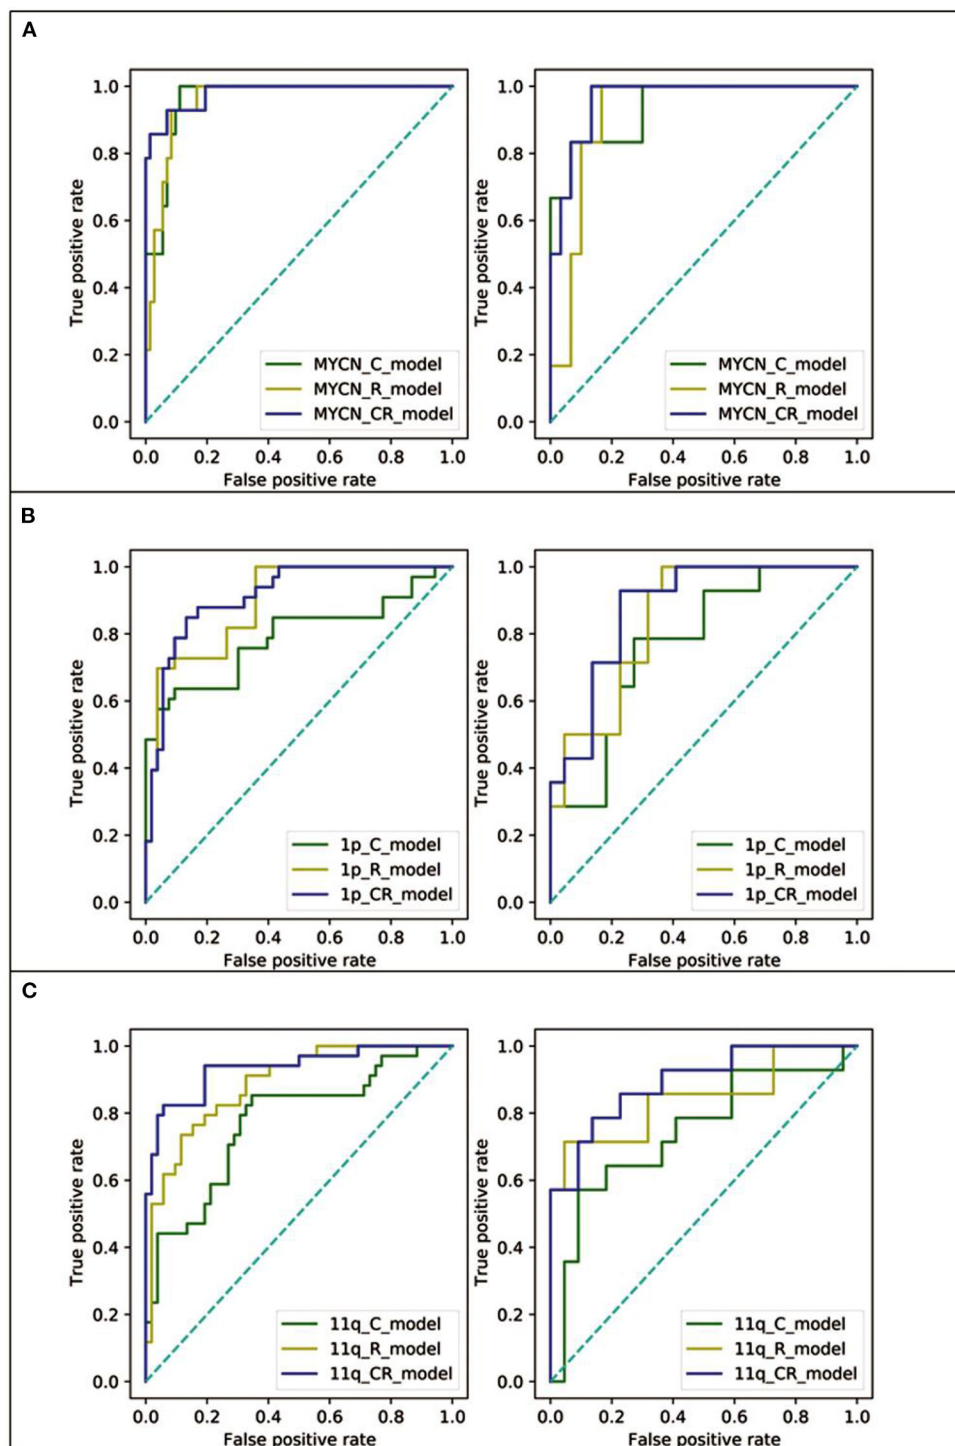 A
1.0
0.8
0.6
0.4
0.2
0.0
True positive rate
MYCN_C_model
MYCN_R_model
MYCN_CR_model
0.0 0.2 0.4 0.6 0.8 1.0
False positive rate
1.0
0.8
0.6
0.4
0.2
0.0
True positive rate
MYCN_C_model
MYCN_R_model
MYCN_CR_model
0.0 0.2 0.4 0.6 0.8 1.0
False positive rate
B
1.0
0.8
0.6
0.4
0.2
0.0
True positive rate
1p_C_model
1p_R_model
1p_CR_model
0.0 0.2 0.4 0.6 0.8 1.0
False positive rate
1.0
0.8
0.6
0.4
0.2
0.0
True positive rate
1p_C_model
1p_R_model
1p_CR_model
0.0 0.2 0.4 0.6 0.8 1.0
False positive rate
C
1.0
0.8
0.6
0.4
0.2
0.0
True positive rate
11q_C_model
11q_R_model
11q_CR_model
0.0 0.2 0.4 0.6 0.8 1.0
False positive rate
1.0
0.8
0.6
0.4
0.2
0.0
True positive rate
11q_C_model
11q_R_model
11q_CR_model
0.0 0.2 0.4 0.6 0.8 1.0
False positive rate